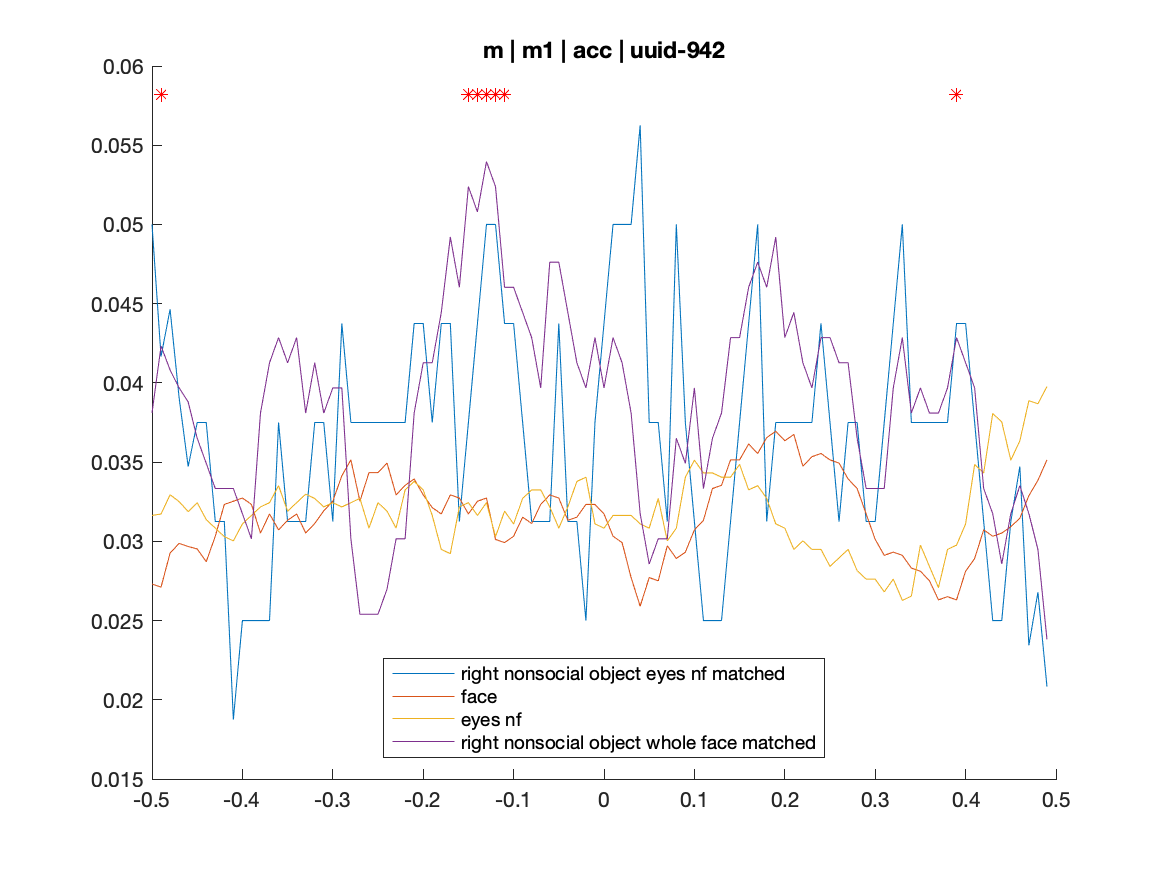 m | m1 | acc | uuid-942
0.06
0.055
0.05
0.045
0.04
0.035
0.03
0.025
0.02
0.015
right nonsocial object eyes nf matched
face
eyes nf
right nonsocial object whole face matched
-0.5 -0.4 -0.3 -0.2 -0.1 0 0.1 0.2 0.3 0.4 0.5